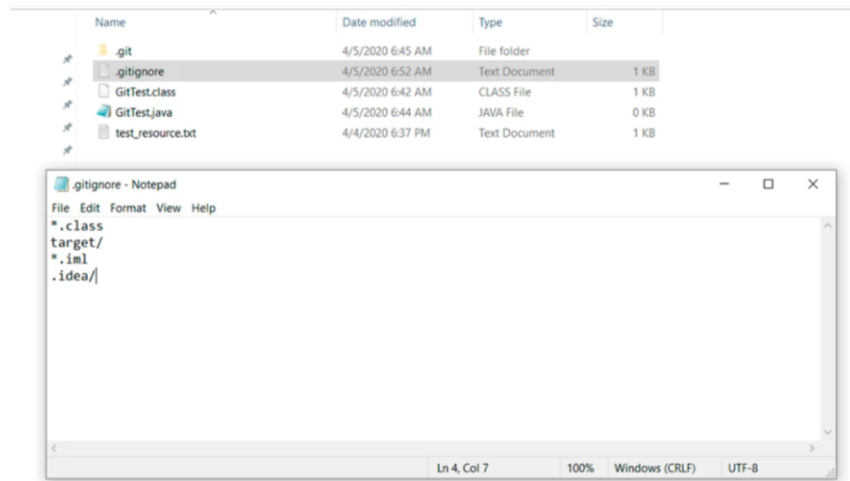 Name Date modified Type Size
.git 4/5/2020 6:45 AM File folder
.gitignore 4/5/2020 6:52 AM Text Document 1 KB
GitTest.class 4/5/2020 6:42 AM CLASS File 1 KB
GitTest.java 4/5/2020 6:44 AM JAVA File 0 KB
test_resource.txt 4/4/2020 6:37 PM Text Document 1 KB
.gitignore - Notepad
File Edit Format View Help
*.class
target/
*.iml
.idea/
Ln 4, Col 7 100% Windows (CRLF) UTF-8